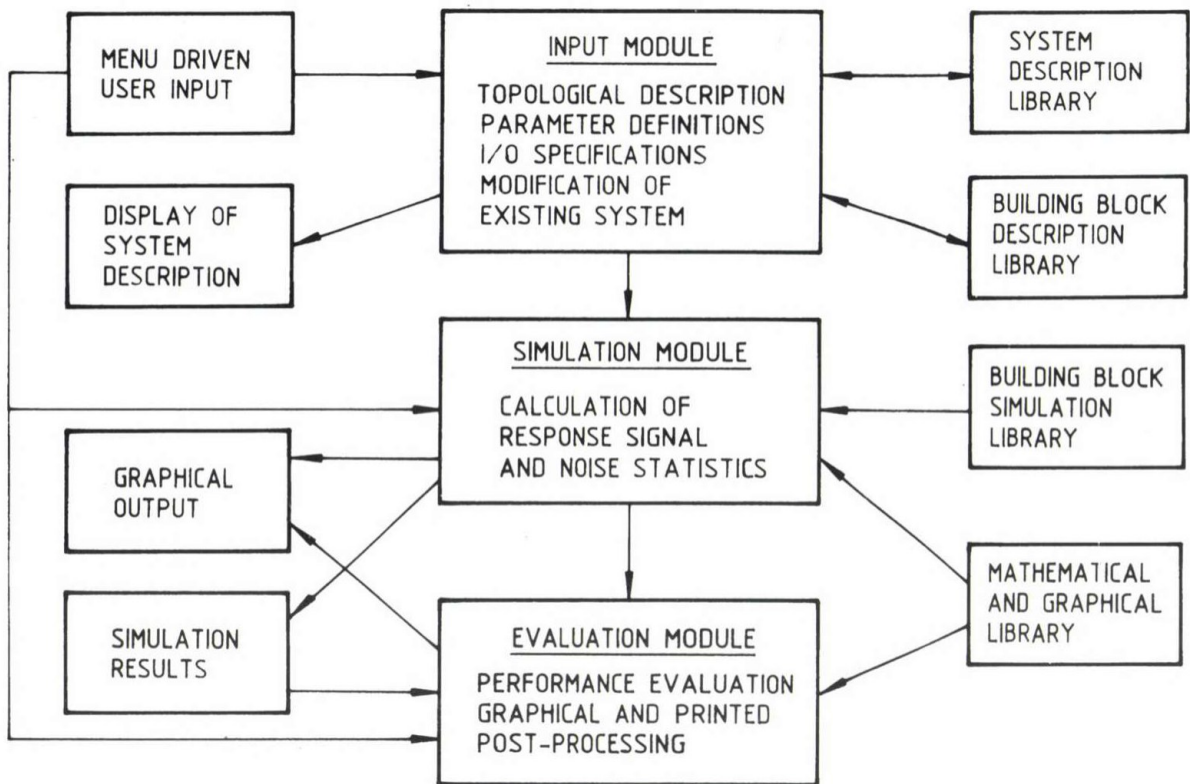 MENU DRIVEN
USER INPUT
INPUT MODULE
TOPOLOGICAL DESCRIPTION
PARAMETER DEFINITIONS
I/O SPECIFICATIONS
MODIFICATION OF
EXISTING SYSTEM
SYSTEM
DESCRIPTION
LIBRARY
DISPLAY OF
SYSTEM
DESCRIPTION
BUILDING BLOCK
DESCRIPTION
LIBRARY
SIMULATION MODULE
CALCULATION OF
RESPONSE SIGNAL
AND NOISE STATISTICS
BUILDING BLOCK
SIMULATION
LIBRARY
GRAPHICAL
OUTPUT
SIMULATION
RESULTS
EVALUATION MODULE
PERFORMANCE EVALUATION
GRAPHICAL AND PRINTED
POST-PROCESSING
MATHEMATICAL
AND GRAPHICAL
LIBRARY